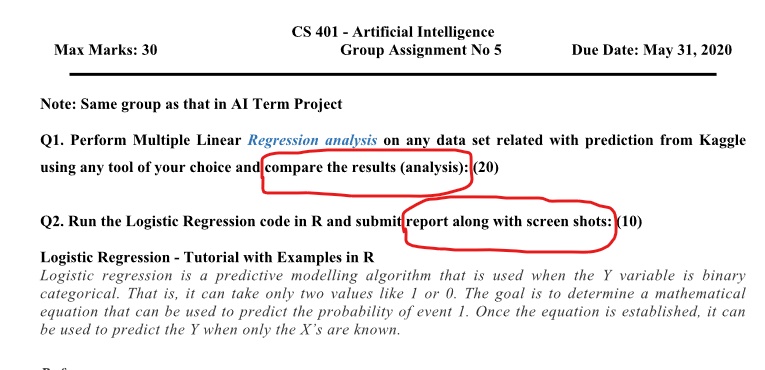 CS 401 - Artificial Intelligence
Max Marks: 30 Group Assignment No 5 Due Date: May 31, 2020
Note: Same group as that in AI Term Project
Q1. Perform Multiple Linear Regression analysis on any data set related with prediction from Kaggle
using any tool of your choice and compare the results (analysis): (20)
Q2. Run the Logistic Regression code in R and submit report along with screen shots: (10)
Logistic Regression - Tutorial with Examples in R
Logistic regression is a predictive modelling algorithm that is used when the Y variable is binary
categorical. That is, it can take only two values like 1 or 0. The goal is to determine a mathematical
equation that can be used to predict the probability of event 1. Once the equation is established, it can
be used to predict the Y when only the X's are known.